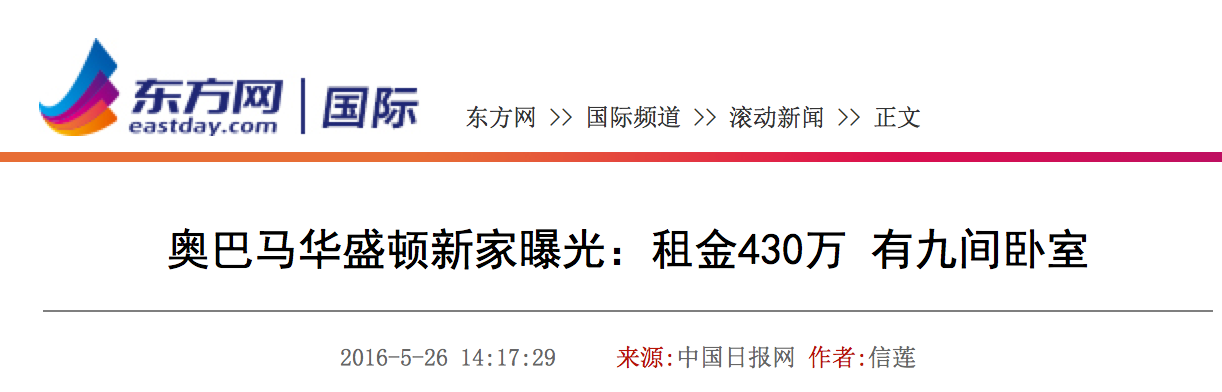 东方网 | 国际
eastday.com
东方网 >> 国际频道 >> 滚动新闻 >> 正文
奥巴马华盛顿新家曝光：租金430万 有九间卧室
2016-5-26 14:17:29 来源:中国日报网 作者:信莲